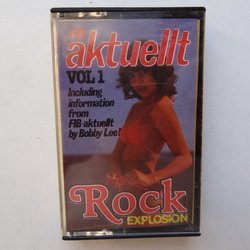 aktuellt
VOL 1
Including
information
from
FIB aktuellt
by Bobby Lee!
Rock
EXPLOSION